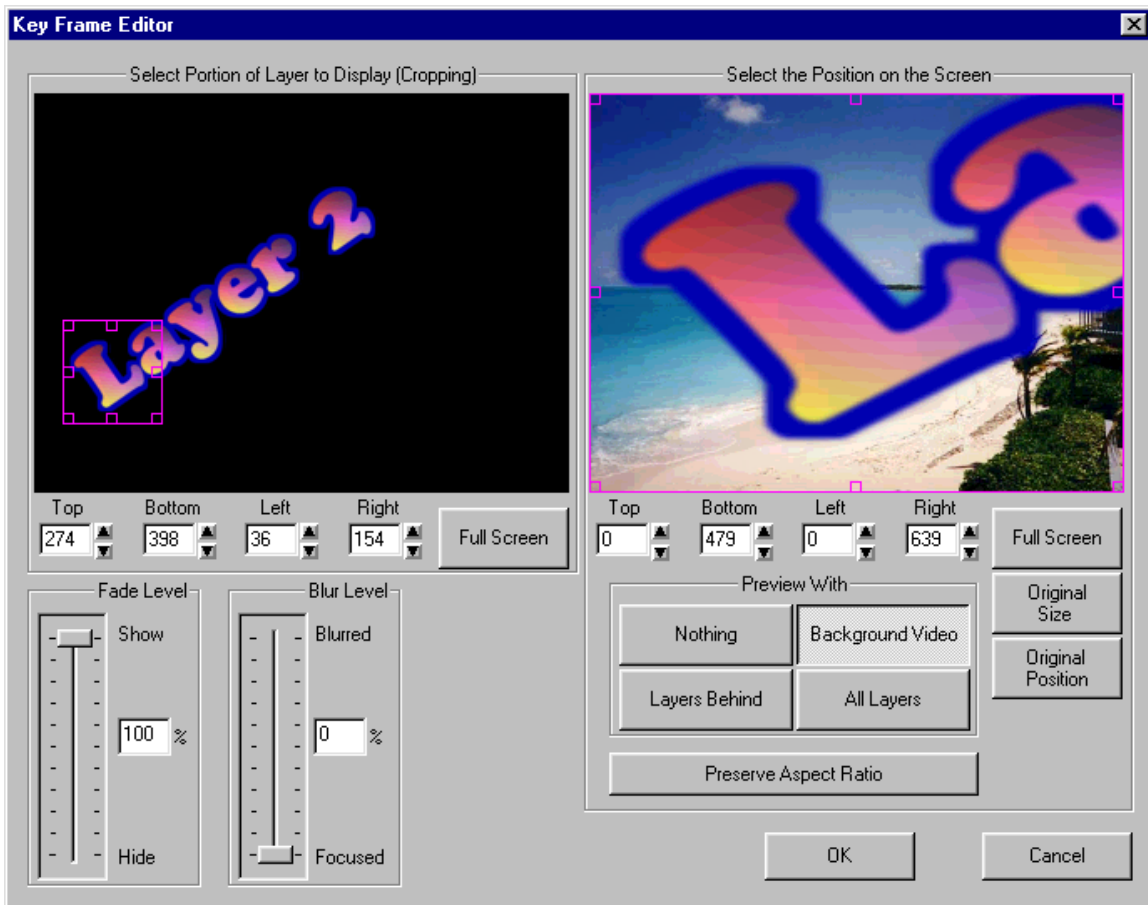 Key Frame Editor
Select Portion of Layer to Display (Cropping)
Layer 2
Top Bottom Left Right
274 398 36 154 Full Screen
Fade Level
Show
100 %
Hide
Blur Level
Blurred
0 %
Focused
Select the Position on the Screen
La
Top Bottom Left Right
0 479 0 639 Full Screen
Original
Size
Original
Position
Preview With
Nothing Background Video
Layers Behind All Layers
Preserve Aspect Ratio
OK Cancel